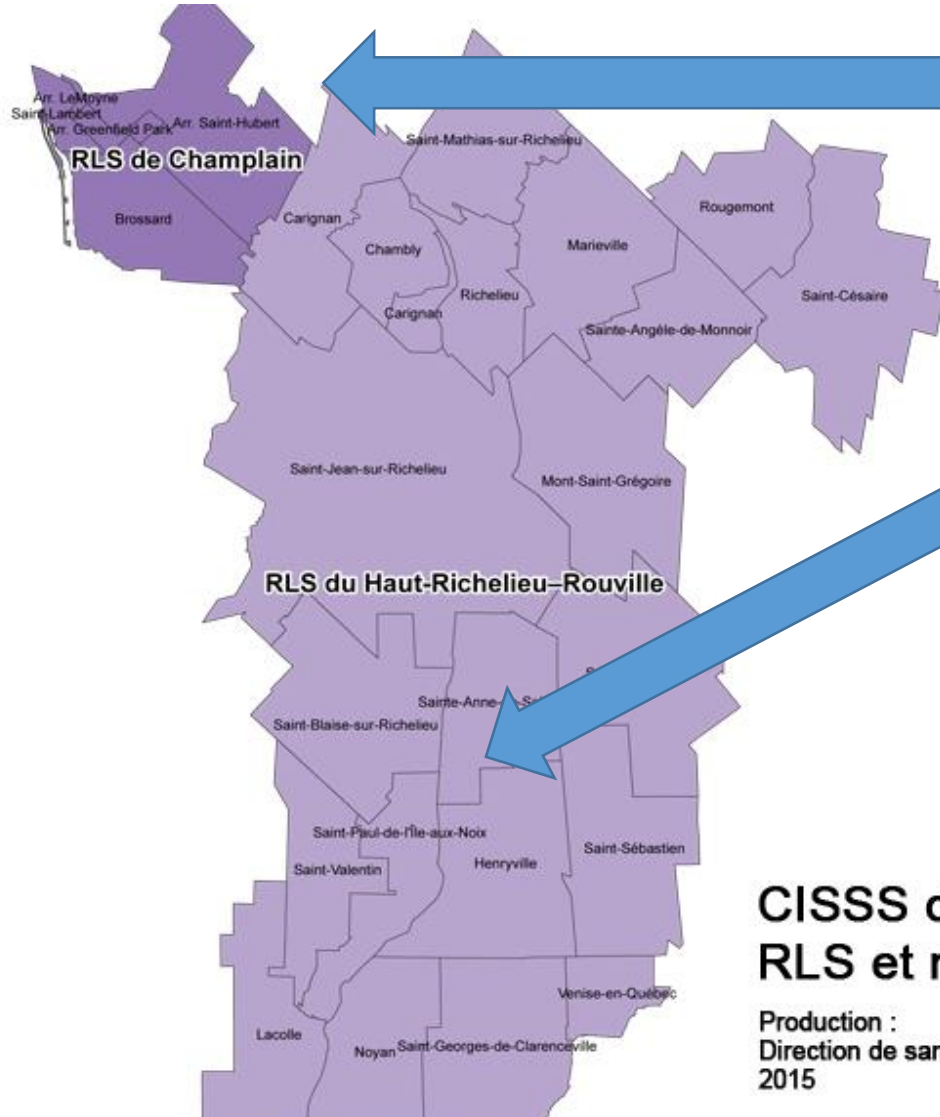 Arr. LeMoyne
Saint-Lambert
Arr. Greenfield Park
Arr. Saint-Hubert
RLS de Champlain
Brossard
Saint-Mathias-sur-Richelieu
Carignan
Chambly
Marieville
Rougemont
Richelieu
Saint-Césaire
Carignan
Sainte-Angèle-de-Monnoir
Saint-Jean-sur-Richelieu
Mont-Saint-Grégoire
RLS du Haut-Richelieu–Rouville
Sainte-Anne-
Saint-Blaise-sur-Richelieu
Saint-Paul-de-l'Île-aux-Noix
Saint-Valentin
Henryville
Saint-Sébastien
CISSS
RLS et
Venise-en-Québec
Lacolle
Noyan
Saint-Georges-de-Clarenceville
Production :
Direction de
2015